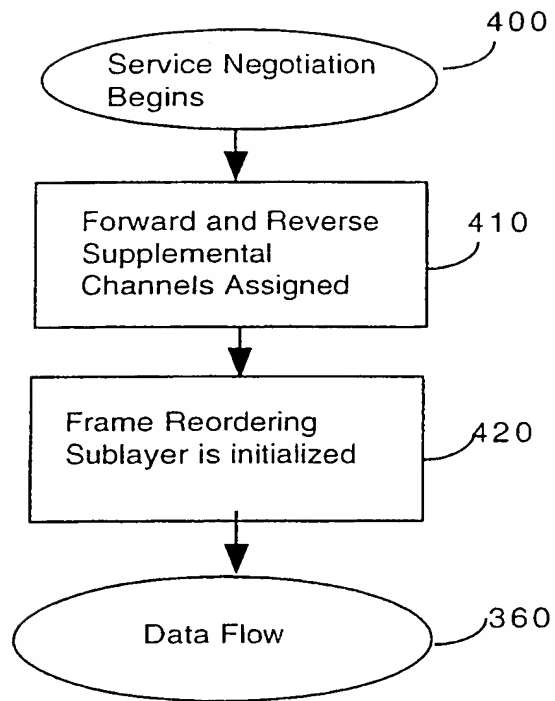 400
Service Negotiation
Begins
410
Forward and Reverse
Supplemental
Channels Assigned
420
Frame Reordering
Sublayer is initialized
360
Data Flow